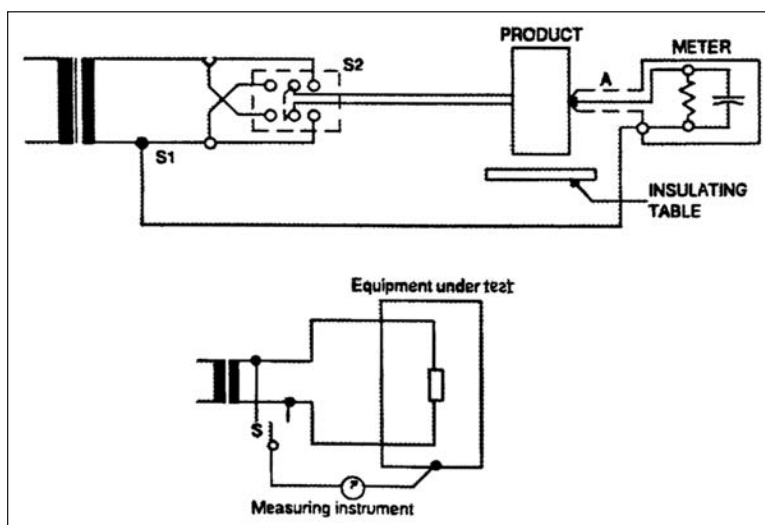 PRODUCT
METER
S2
A
S1
INSULATING
TABLE
Equipment under test
S
Measuring instrument